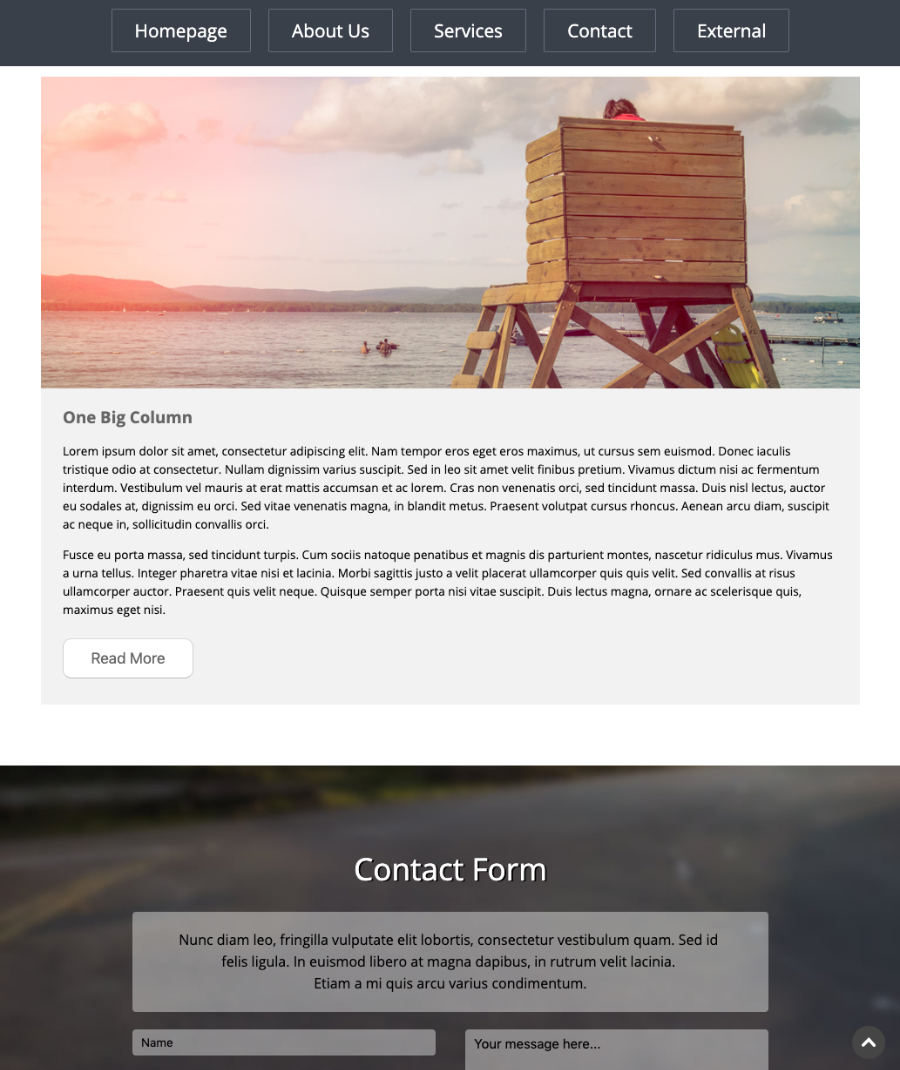 Homepage About Us Services Contact External
One Big Column
Lorem ipsum dolor sit amet, consectetur adipiscing elit. Nam tempor eros eget eros maximus, ut cursus sem euismod. Donec iaculis
tristique odio at consectetur. Nullam dignissim varius suscipit. Sed in leo sit amet velit finibus pretium. Vivamus dictum nisi ac fermentum
interdum. Vestibulum vel mauris at erat mattis accumsan et ac lorem. Cras non venenatis orci, sed tincidunt massa. Duis nisl lectus, auctor
eu sodales at, dignissim eu orci. Sed vitae venenatis magna, in blandit metus. Praesent volutpat cursus rhoncus. Aenean arcu diam, suscipit
ac neque in, sollicitudin convallis orci.
Fusce eu porta massa, sed tincidunt turpis. Cum sociis natoque penatibus et magnis dis parturient montes, nascetur ridiculus mus. Vivamus
a urna tellus. Integer pharetra vitae nisi et lacinia. Morbi sagittis justo a velit placerat ullamcorper quis quis velit. Sed convallis at risus
ullamcorper auctor. Praesent quis velit neque. Quisque semper porta nisi vitae suscipit. Duis lectus magna, ornare ac scelerisque quis,
maximus eget nisi.
Read More
Contact Form
Nunc diam leo, fringilla vulputate elit lobortis, consectetur vestibulum quam. Sed id
felis ligula. In euismod libero at magna dapibus, in rutrum velit lacinia.
Etiam a mi quis arcu varius condimentum.
Name
Your message here...